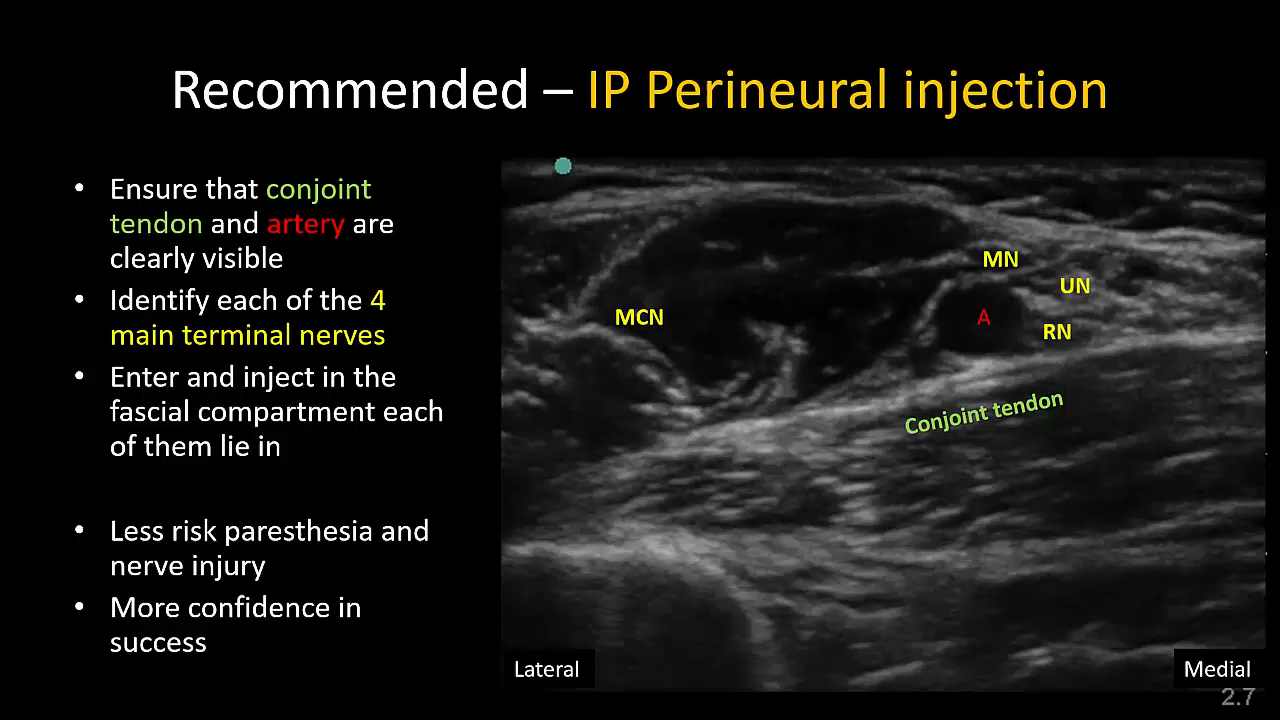 Recommended – IP Perineural injection
• Ensure that conjoint
tendon and artery are
clearly visible
• Identify each of the 4
main terminal nerves
• Enter and inject in the
fascial compartment each
of them lie in
• Less risk paresthesia and
nerve injury
• More confidence in
success
MN
UN
MCN
A
RN
Conjoint tendon
Lateral
Medial
2.7